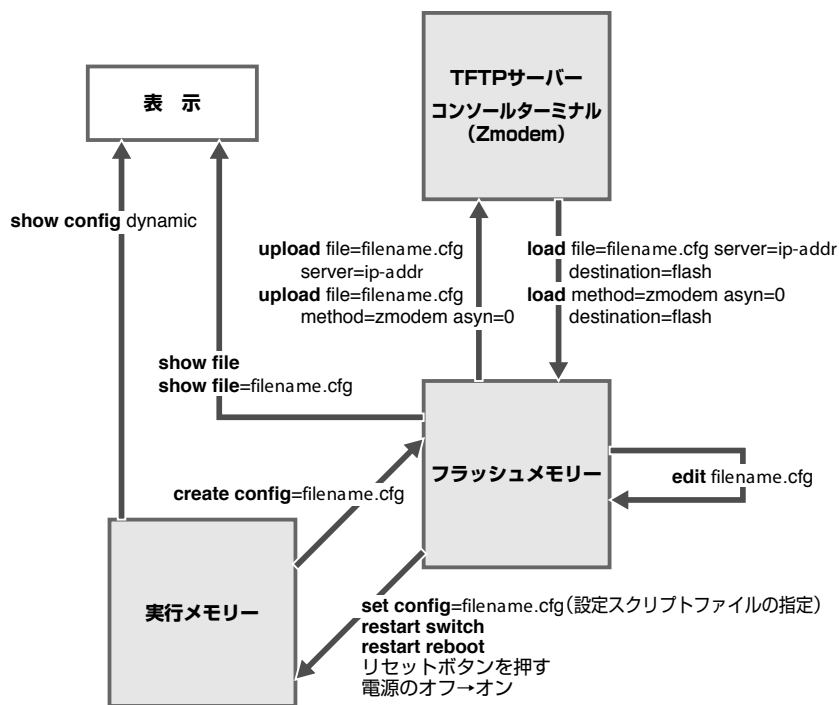 TFTPサーバー
コンソールターミナル
（Zmodem）
表 示
show config dynamic
upload file=filename.cfg
server=ip-addr
upload file=filename.cfg
method=zmodem asyn=0
load file=filename.cfg server=ip-addr
destination=flash
load method=zmodem asyn=0
destination=flash
show file
show file=filename.cfg
フラッシュメモリー
edit filename.cfg
create config=filename.cfg
実行メモリー
set config=filename.cfg（設定スクリプトファイルの指定）
restart switch
restart reboot
リセットボタンを押す
電源のオフ→オン